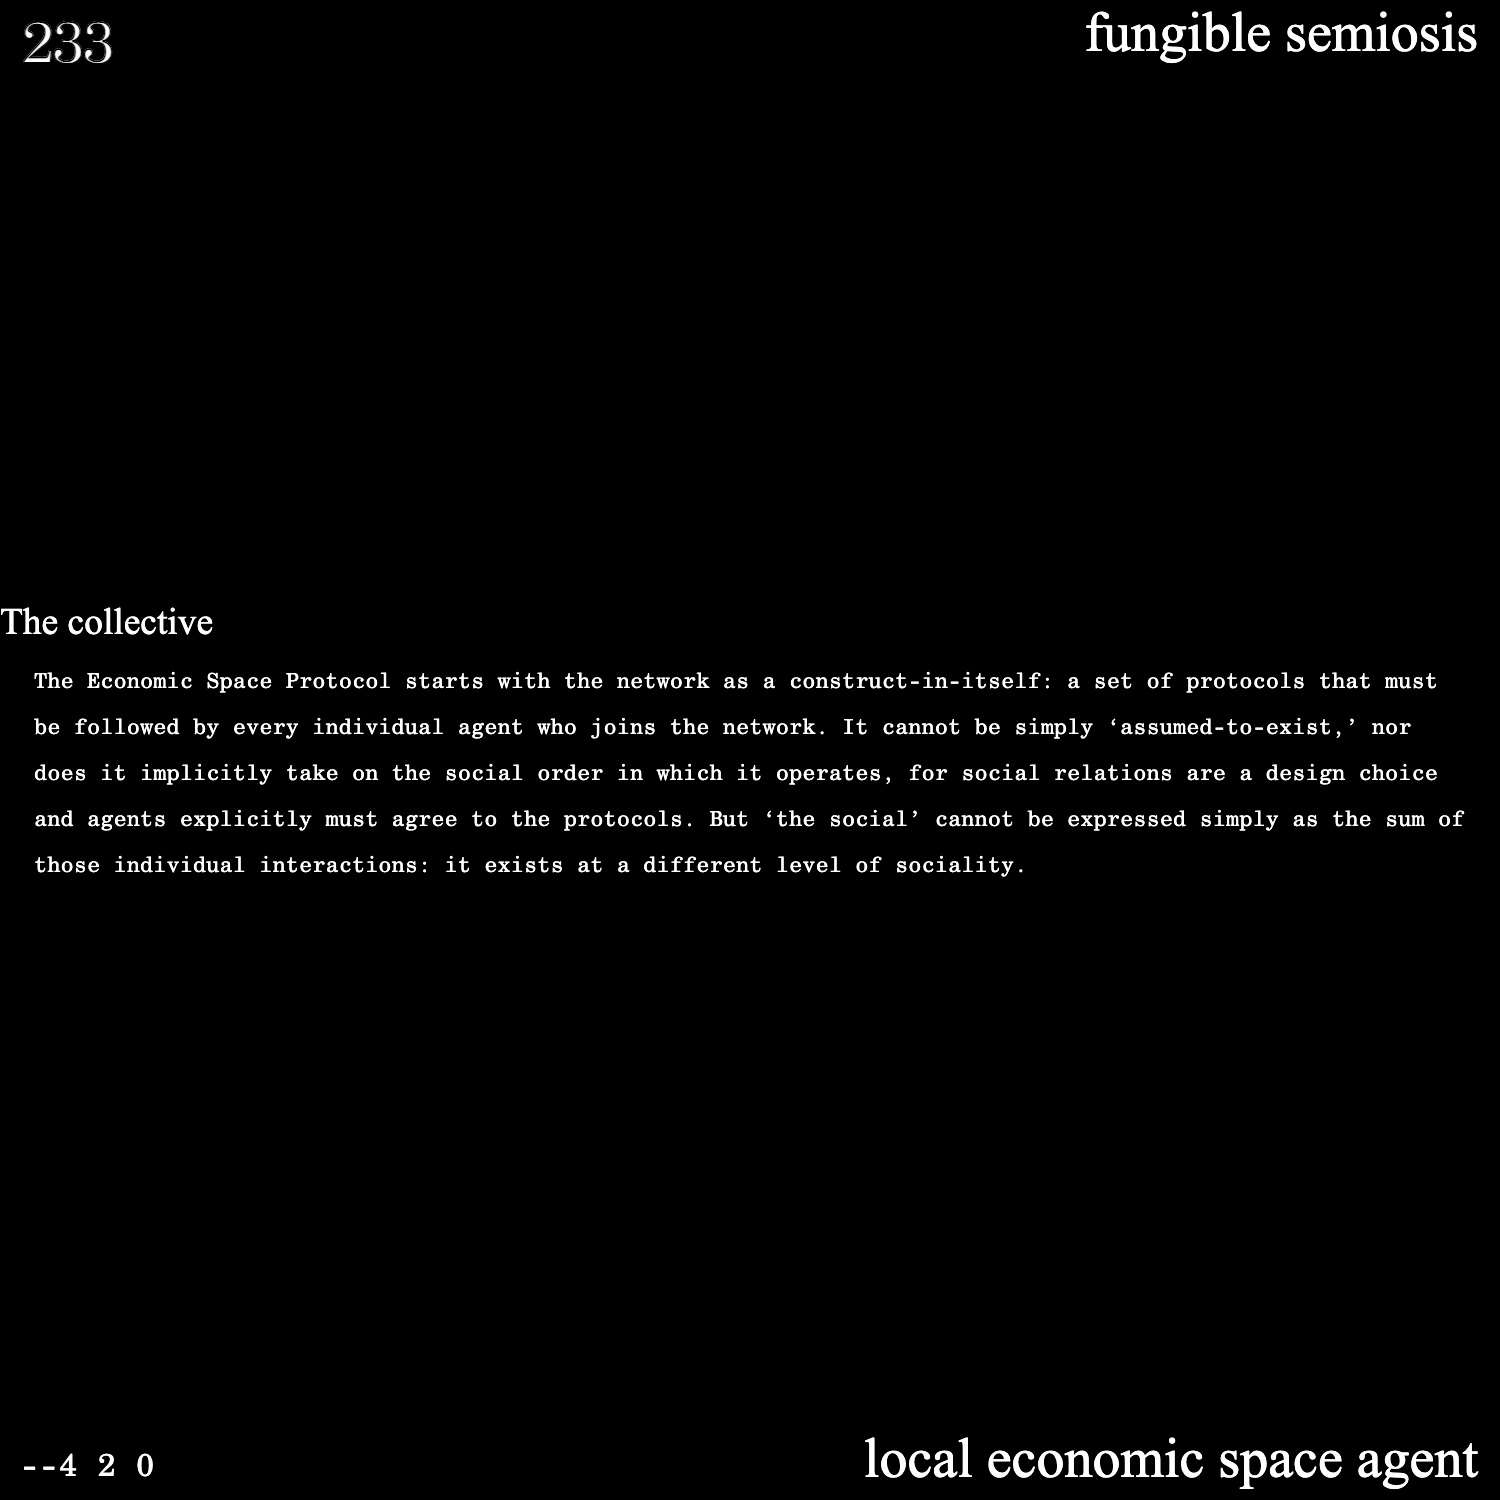 233
fungible semiosis
The collective
The Economic Space Protocol starts with the network as a construct-in-itself: a set of protocols that must
be followed by every individual agent who joins the network. It cannot be simply ‘assumed-to-exist,’ nor
does it implicitly take on the social order in which it operates, for social relations are a design choice
and agents explicitly must agree to the protocols. But ‘the social’ cannot be expressed simply as the sum of
those individual interactions: it exists at a different level of sociality.
--4 2 0
local economic space agent